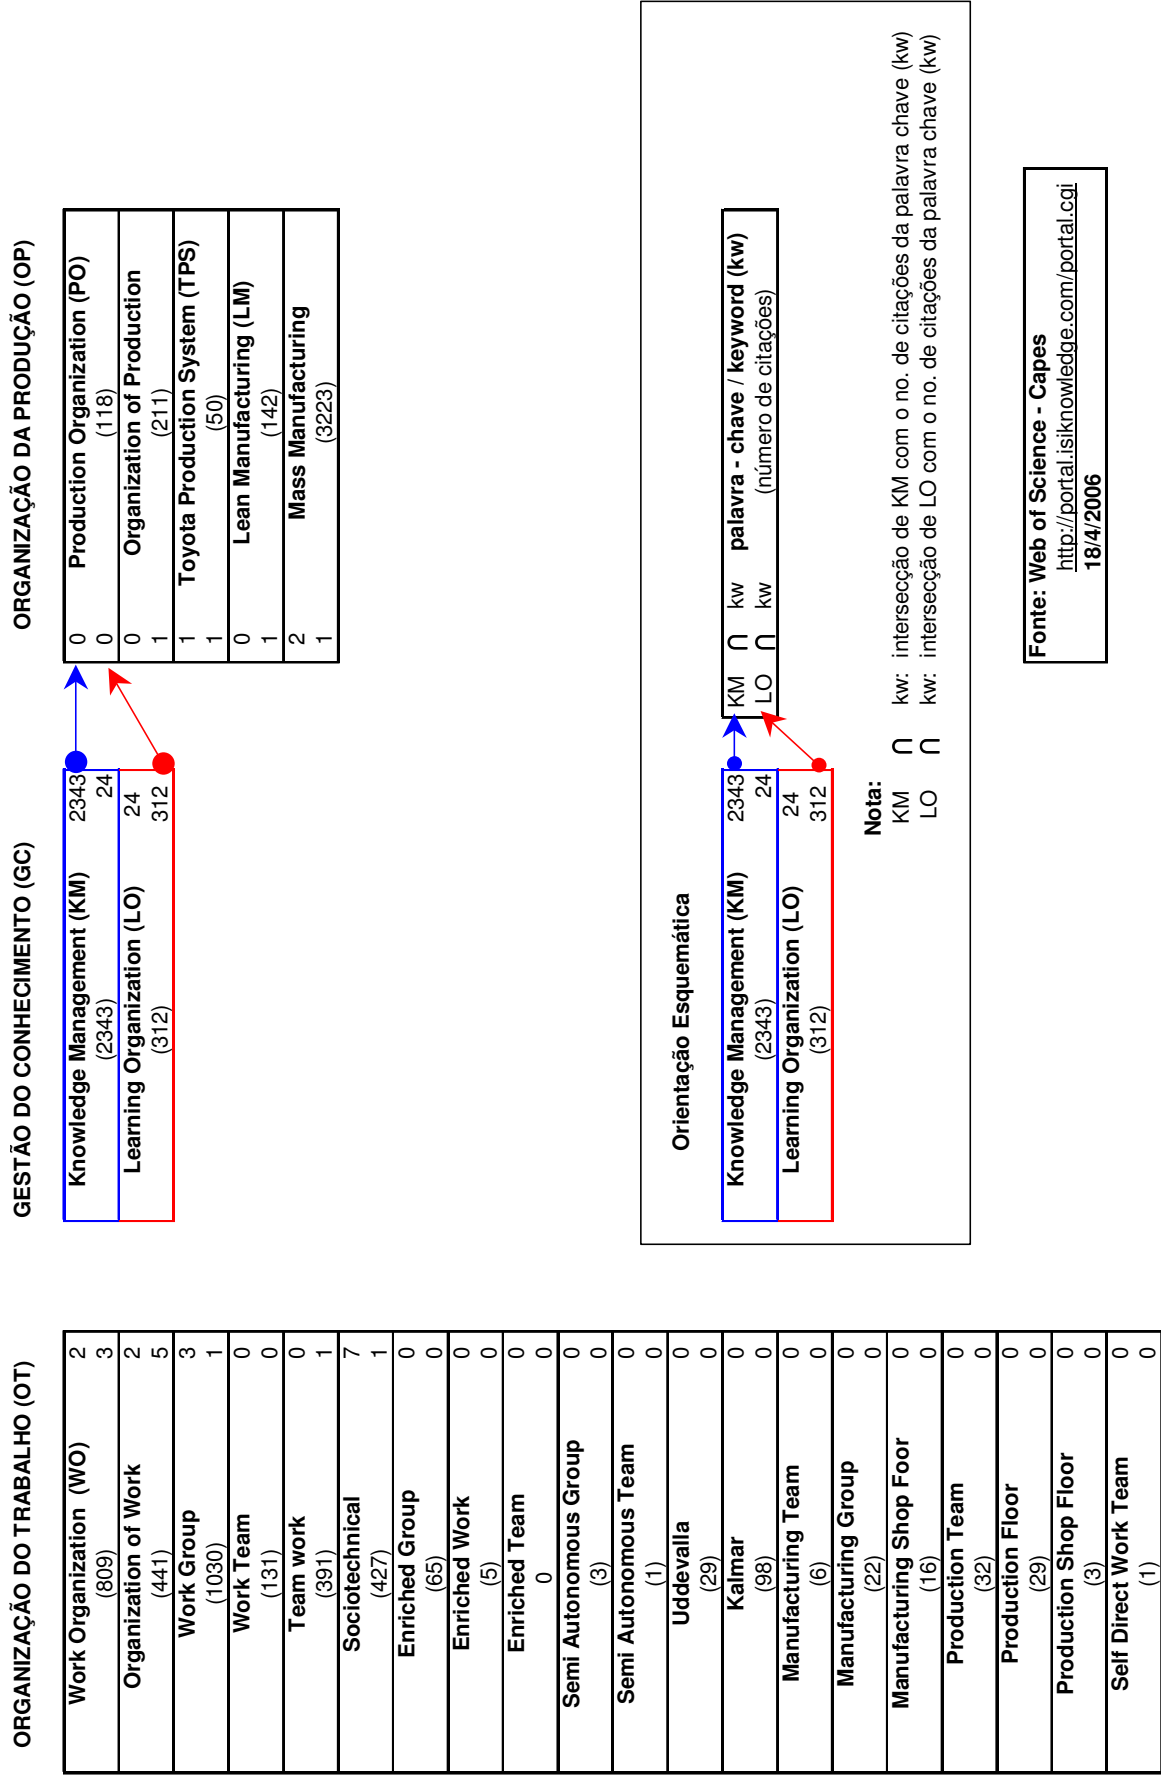 ORGANIZAÇÃO DO TRABALHO (OT)
Work Organization (WO) 2
(809) 3
Organization of Work 2
(441) 5
Work Group 3
(1030) 1
Work Team 0
(131) 0
Team work 0
(391) 1
Sociotechnical 7
(427) 1
Enriched Group 0
(65) 0
Enriched Work 0
(5) 0
Enriched Team 0
0 0
Semi Autonomous Group 0
(3) 0
Semi Autonomous Team 0
(1) 0
Uddevalla 0
(29) 0
Kalmar 0
(98) 0
Manufacturing Team 0
(6) 0
Manufacturing Group 0
(22) 0
Manufacturing Shop Foor 0
(16) 0
Production Team 0
(32) 0
Production Floor 0
(29) 0
Production Shop Floor 0
(3) 0
Self Direct Work Team 0
(1) 0
GESTÃO DO CONHECIMENTO (GC)
Knowledge Management (KM) 2343
(2343) 24
Learning Organization (LO) 24
(312) 312
ORGANIZAÇÃO DA PRODUÇÃO (OP)
0 Production Organization (PO)
0 (118)
0 Organization of Production
1 (211)
1 Toyota Production System (TPS)
1 (50)
0 Lean Manufacturing (LM)
1 (142)
2 Mass Manufacturing
1 (3223)
Orientação Esquemática
Knowledge Management (KM) 2343
(2343) 24
Learning Organization (LO) 24
(312) 312
KM ∩ kw palavra - chave / keyword (kw)
LO ∩ kw (número de citações)
Nota:
KM ∩ kw: intersecção de KM com o no. de citações da palavra chave (kw)
LO ∩ kw: intersecção de LO com o no. de citações da palavra chave (kw)
Fonte: Web of Science - Capes
http://portal.isiknowledge.com/portal.cgi
18/4/2006